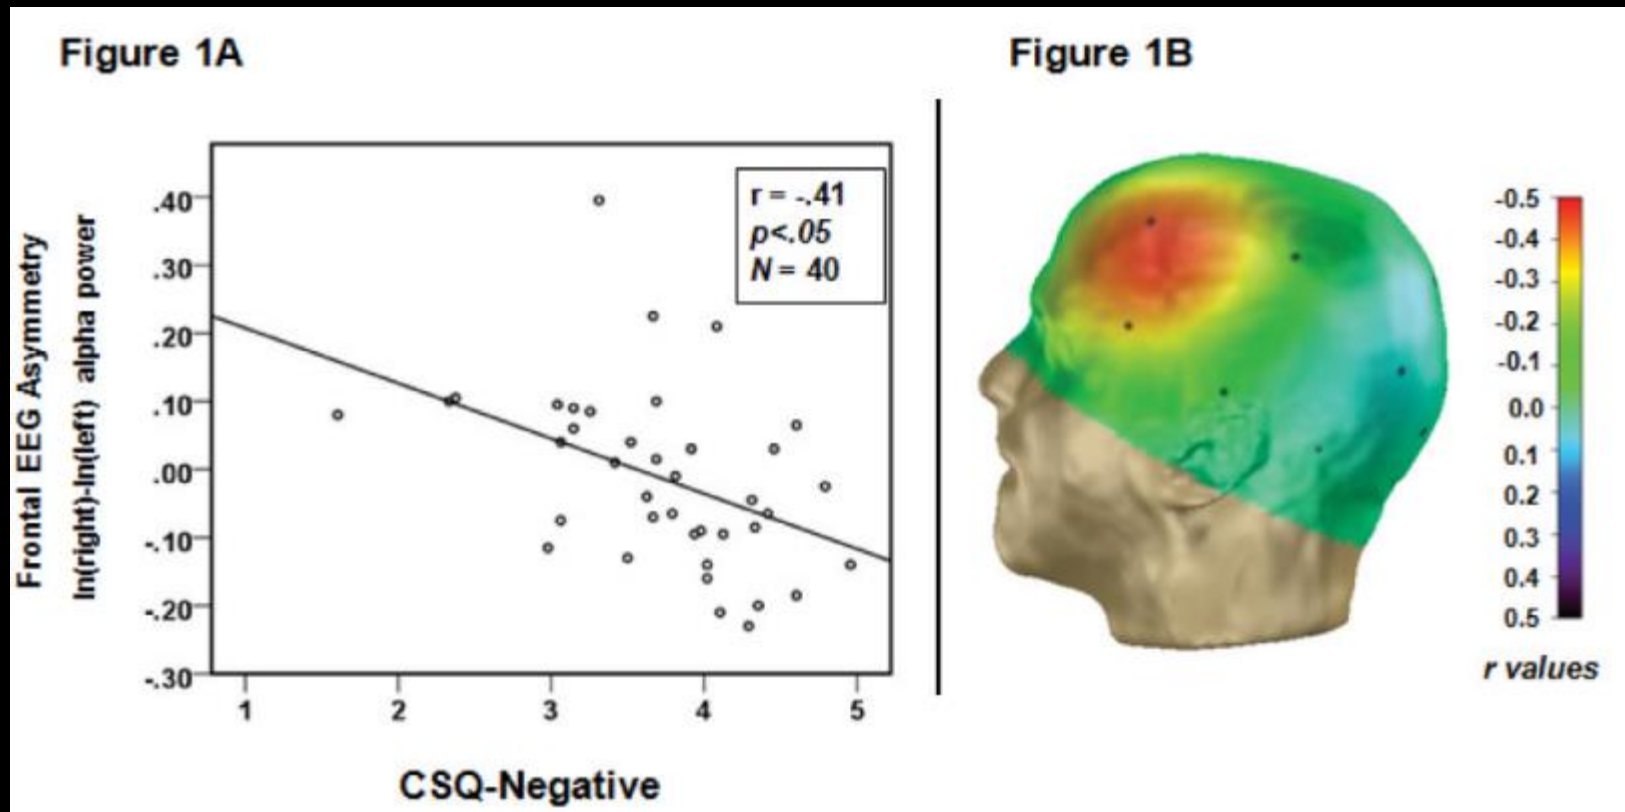 Figure 1A
Figure 1B
Frontal EEG Asymmetry
ln(right)-ln(left) alpha power
.40
.30
.20
.10
.00
-.10
-.20
-.30
r = -.41
p<.05
N = 40
1 2 3 4 5
CSQ-Negative
-0.5
-0.4
-0.3
-0.2
-0.1
0.0
0.1
0.2
0.3
0.4
0.5
r values